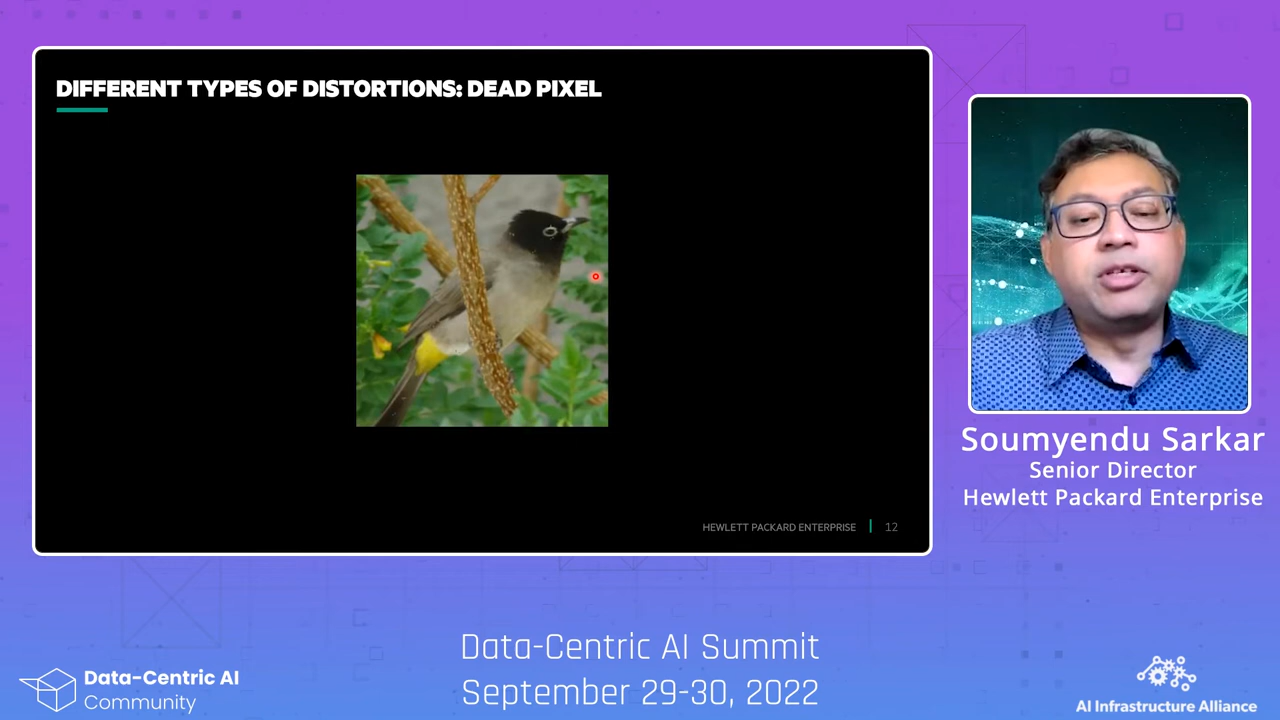 DIFFERENT TYPES OF DISTORTIONS: DEAD PIXEL
HEWLETT PACKARD ENTERPRISE 12
Soumyendu Sarkar
Senior Director
Hewlett Packard Enterprise
Data-Centric AI Summit
September 29-30, 2022
Data-Centric AI
Community
AI Infrastructure Alliance